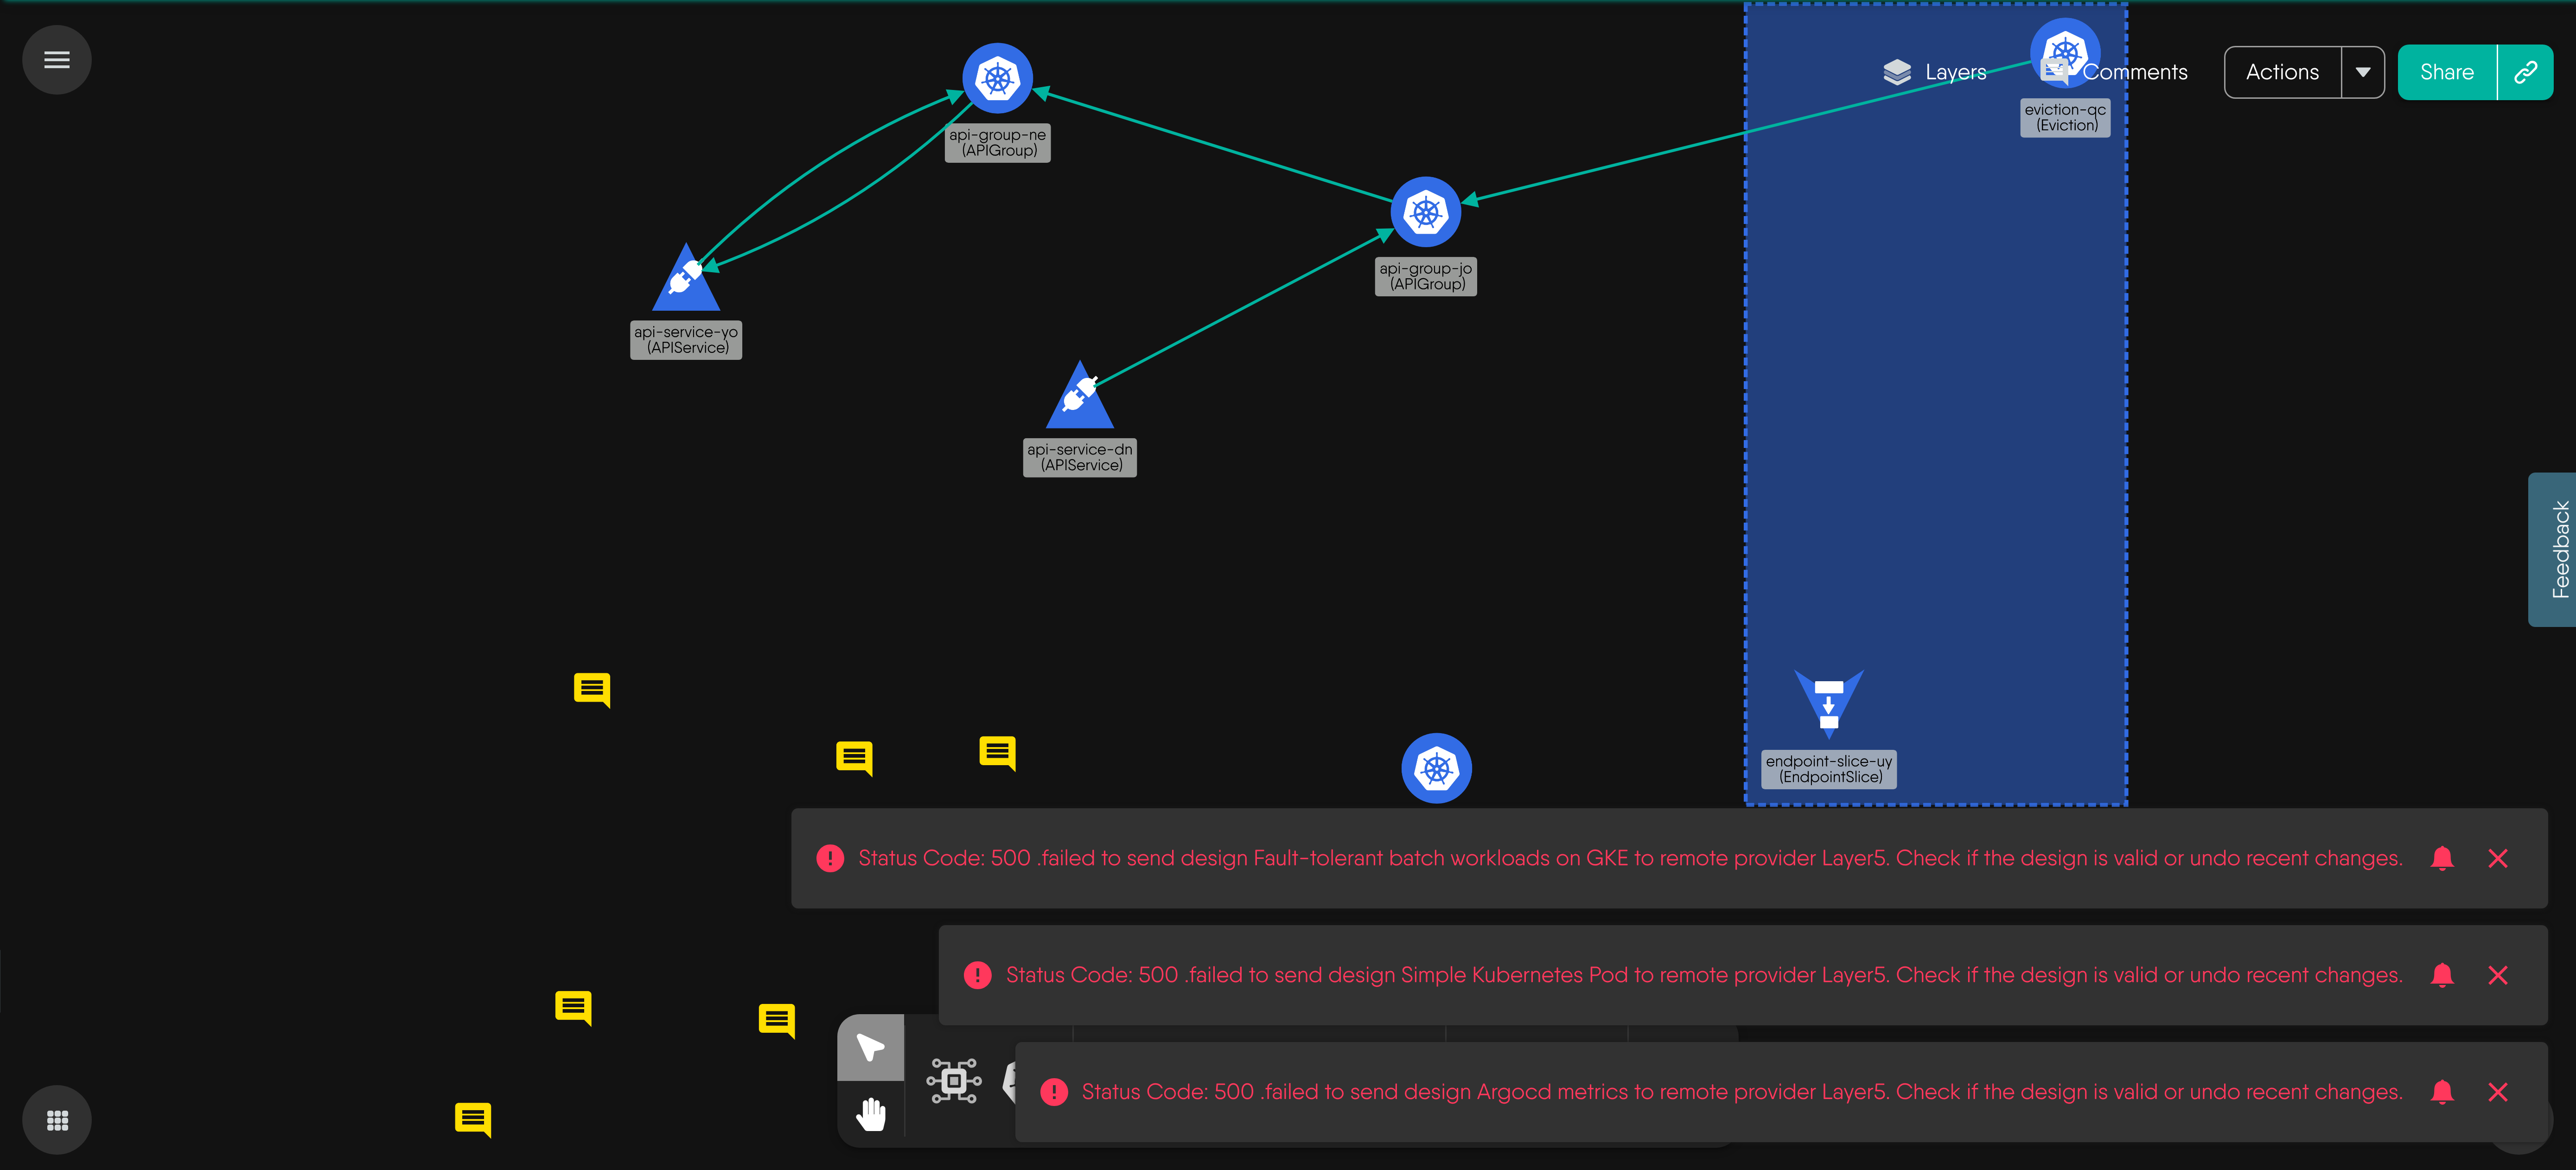 Layers
Comments
Actions
Share
eviction-qc
(Eviction)
api-group-ne
(APIGroup)
api-group-jo
(APIGroup)
api-service-yo
(APIService)
api-service-dn
(APIService)
Feedback
endpoint-slice-uy
(EndpointSlice)
Status Code: 500 .failed to send design Fault-tolerant batch workloads on GKE to remote provider Layer5. Check if the design is valid or undo recent changes.
Status Code: 500 .failed to send design Simple Kubernetes Pod to remote provider Layer5. Check if the design is valid or undo recent changes.
Status Code: 500 .failed to send design Argocd metrics to remote provider Layer5. Check if the design is valid or undo recent changes.